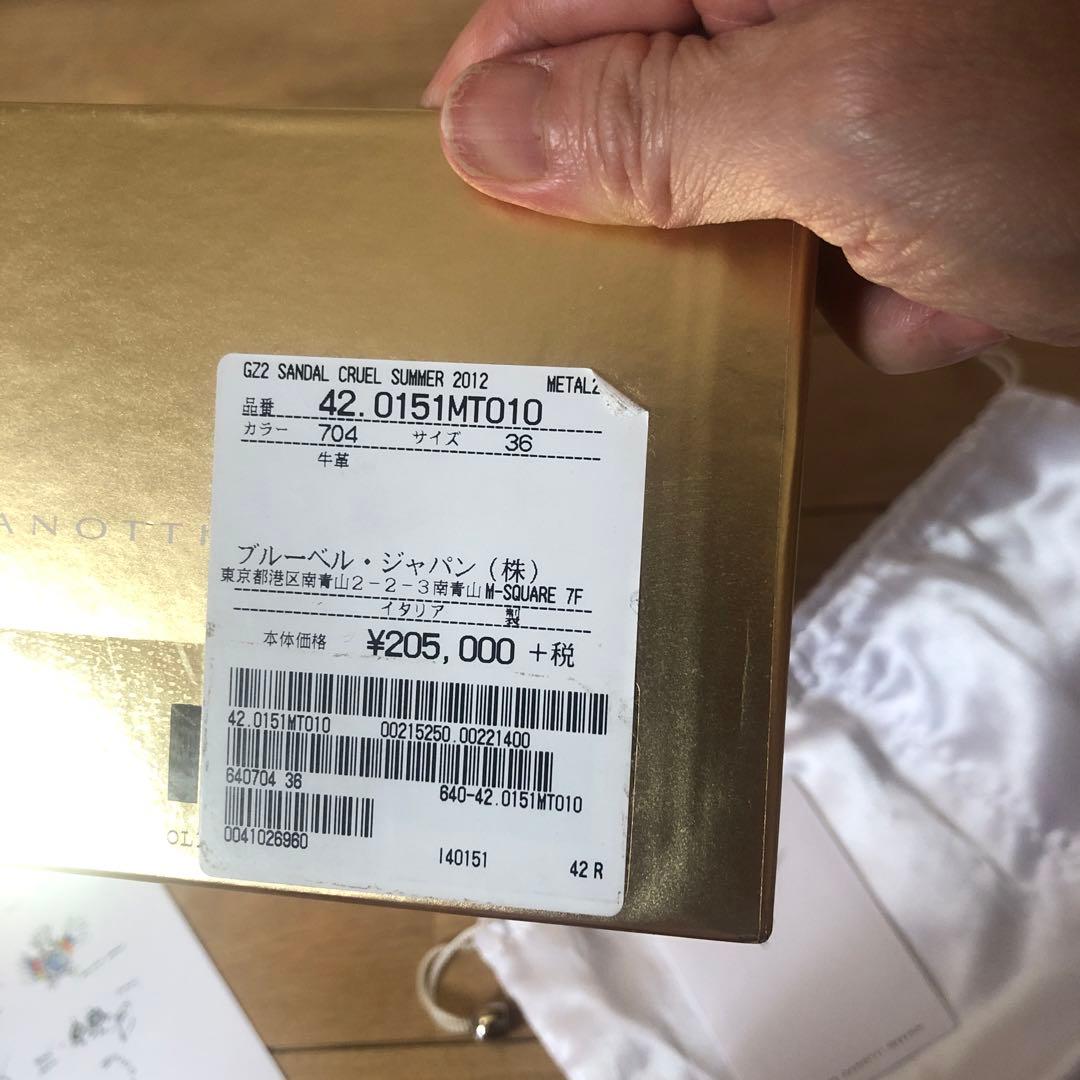 GZ2 SANDAL CRUEL SUMMER 2012 METAL2
品番 42.0151MT010
カラー 704 サイズ 36
牛革
ANOTTI
ブルーベル・ジャパン(株)
東京都港区南青山2-2-3南青山M-SQUARE 7F
イタリア 製
本体価格 ¥205,000 +税
42.0151MT010 00215250.00221400
640704 36 640-42.0151MT010
0041026960
I40151 42 R